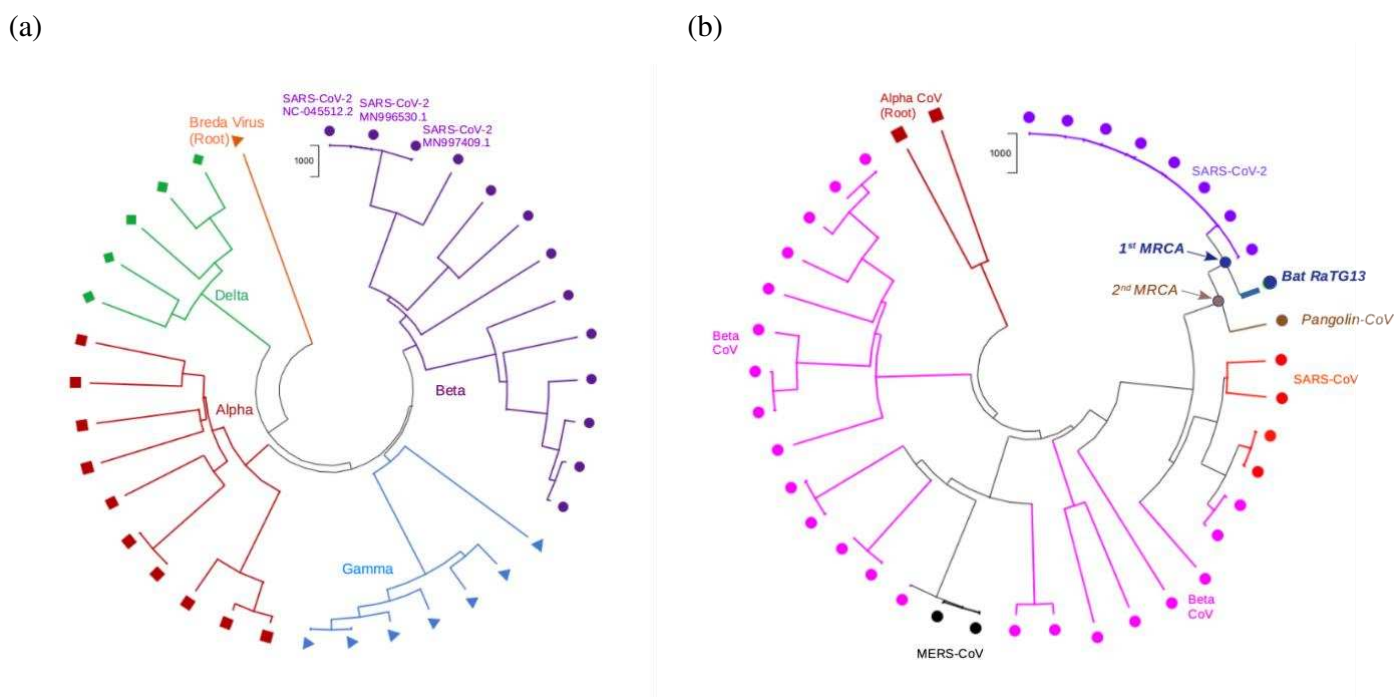 (a)
(b)
SARS-CoV-2
NC-045512.2
SARS-CoV-2
MN996530.1
SARS-CoV-2
MN997409.1
Breda Virus
(Root)
1000
Delta
Alpha
Beta
Gamma
Alpha CoV
(Root)
1000
SARS-CoV-2
1st MRCA
Bat RaTG13
2nd MRCA
Pangolin-CoV
SARS-CoV
Beta
CoV
Beta
CoV
MERS-CoV